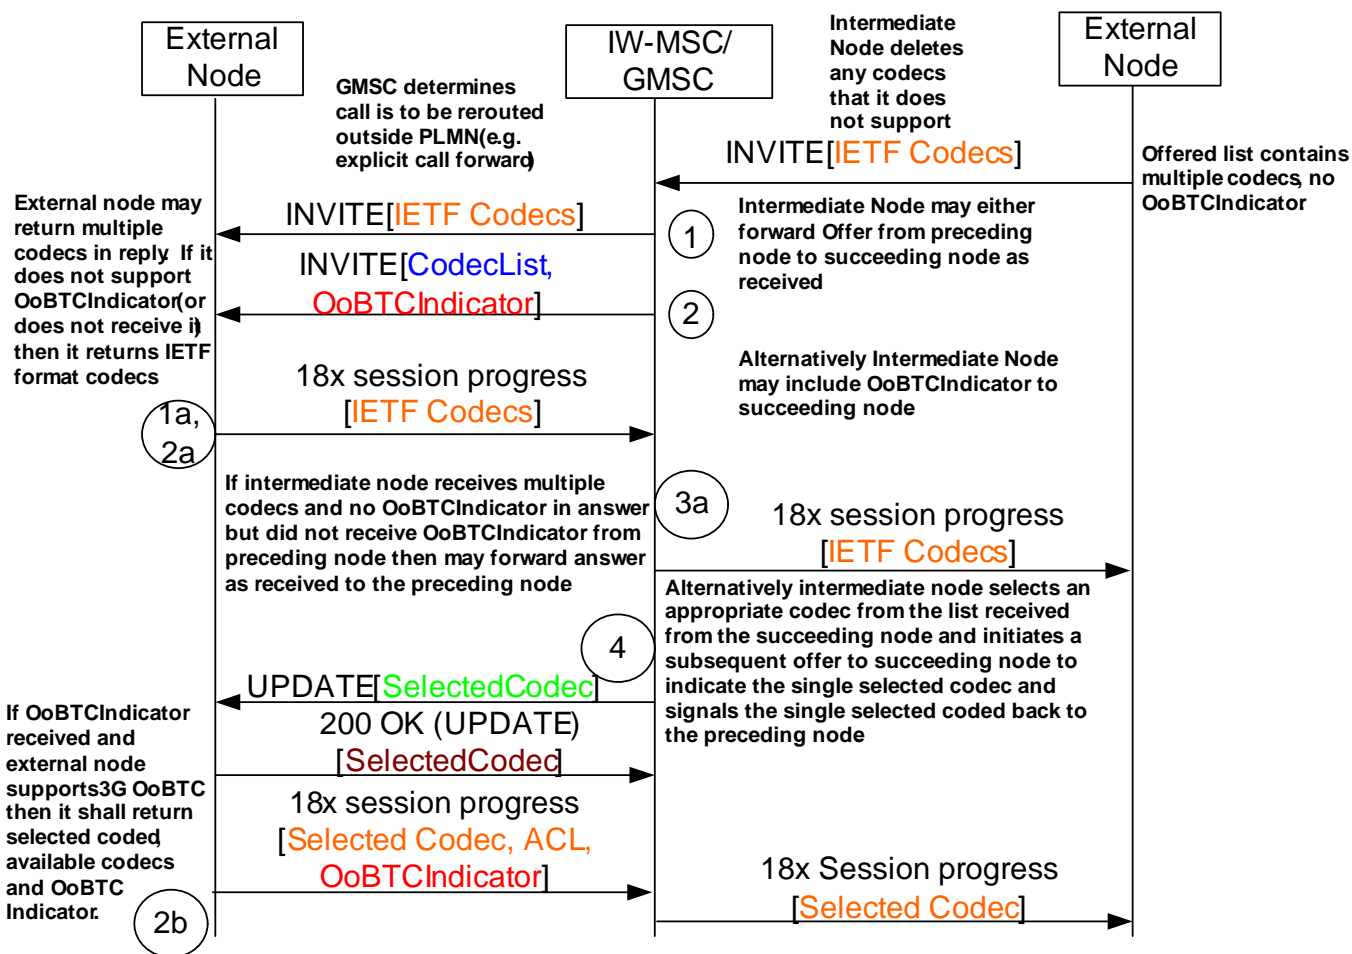 External
Node
IW-MSC/
GMSC
External
Node
Intermediate
Node deletes
any codecs
that it does
not support
GMSC determines
call is to be rerouted
outside PLMN(e.g.
explicit call forward)
INVITE[IETF Codecs]
Offered list contains
multiple codecs, no
OoBTCIndicator
External node may
return multiple
codecs in reply. If it
does not support
OoBTCIndicator(or
does not receive it)
then it returns IETF
format codecs
INVITE[IETF Codecs]
1
Intermediate Node may either
forward Offer from preceding
node to succeeding node as
received
INVITE[CodecList,
OoBTCIndicator]
2
Alternatively Intermediate Node
may include OoBTCIndicator to
succeeding node
18x session progress
[IETF Codecs]
1a,
2a
If intermediate node receives multiple
codecs and no OoBTCIndicator in answer
but did not receive OoBTCIndicator from
preceding node then may forward answer
as received to the preceding node
3a
18x session progress
[IETF Codecs]
Alternatively intermediate node selects an
appropriate codec from the list received
from the succeeding node and initiates a
subsequent offer to succeeding node to
indicate the single selected codec and
signals the single selected coded back to
the preceding node
4
UPDATE[SelectedCodec]
200 OK (UPDATE)
[SelectedCodec]
If OoBTCIndicator
received and
external node
supports3G OoBTC
then it shall return
selected coded,
available codecs
and OoBTC
Indicator.
18x session progress
[Selected Codec, ACL,
OoBTCIndicator]
2b
18x Session progress
[Selected Codec]